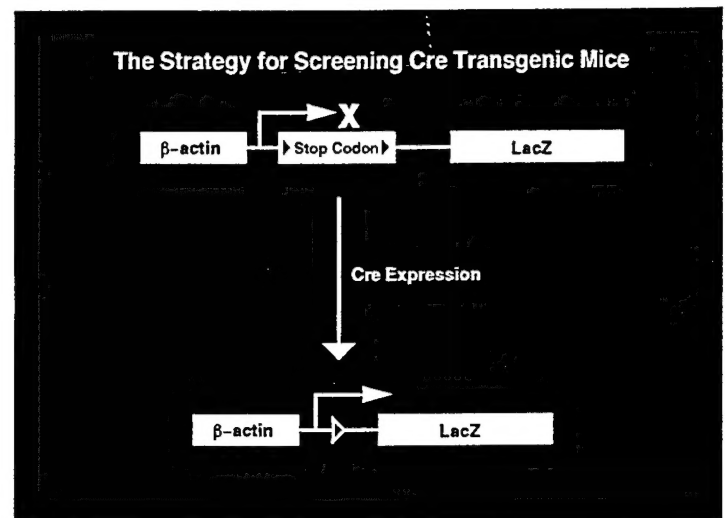 The Strategy for Screening Cre Transgenic Mice
X
β-actin
Stop Codon
LacZ
Cre Expression
β-actin
LacZ